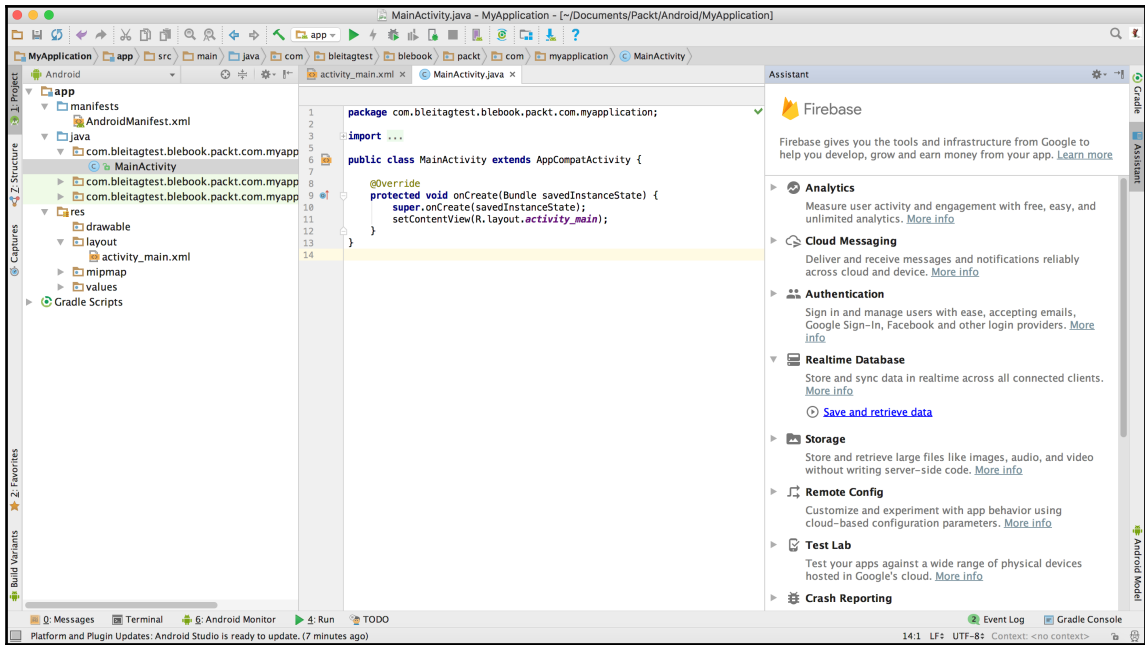 MainActivity.java - MyApplication - [~/Documents/Packt/Android/MyApplication]
app
MyApplication app src main java com bleitagtest blebook packt com myapplication MainActivity
Android
activity_main.xml × MainActivity.java ×
Assistant
1: Project
Z: Structure
Captures
2: Favorites
Build Variants
app
manifests
AndroidManifest.xml
java
com.bleitagtest.blebook.packt.com.myapp
MainActivity
com.bleitagtest.blebook.packt.com.myapp
com.bleitagtest.blebook.packt.com.myapp
res
drawable
layout
activity_main.xml
mipmap
values
Gradle Scripts
1 package com.bleitagtest.blebook.packt.com.myapplication;
2
3 import ...
5
6 public class MainActivity extends AppCompatActivity {
7
8 @Override
9 protected void onCreate(Bundle savedInstanceState) {
10 super.onCreate(savedInstanceState);
11 setContentView(R.layout.activity_main);
12 }
13 }
14
Firebase
Firebase gives you the tools and infrastructure from Google to
help you develop, grow and earn money from your app. Learn more
Analytics
Measure user activity and engagement with free, easy, and
unlimited analytics. More info
Cloud Messaging
Deliver and receive messages and notifications reliably
across cloud and device. More info
Authentication
Sign in and manage users with ease, accepting emails,
Google Sign-In, Facebook and other login providers. More
info
Realtime Database
Store and sync data in realtime across all connected clients.
More info
Save and retrieve data
Storage
Store and retrieve large files like images, audio, and video
without writing server-side code. More info
Remote Config
Customize and experiment with app behavior using
cloud-based configuration parameters. More info
Test Lab
Test your apps against a wide range of physical devices
hosted in Google's cloud. More info
Crash Reporting
Gradle
Assistant
Android Model
0: Messages Terminal 6: Android Monitor 4: Run TODO
2 Event Log Gradle Console
Platform and Plugin Updates: Android Studio is ready to update. (7 minutes ago)
14:1 LF÷ UTF-8÷ Context: <no context>